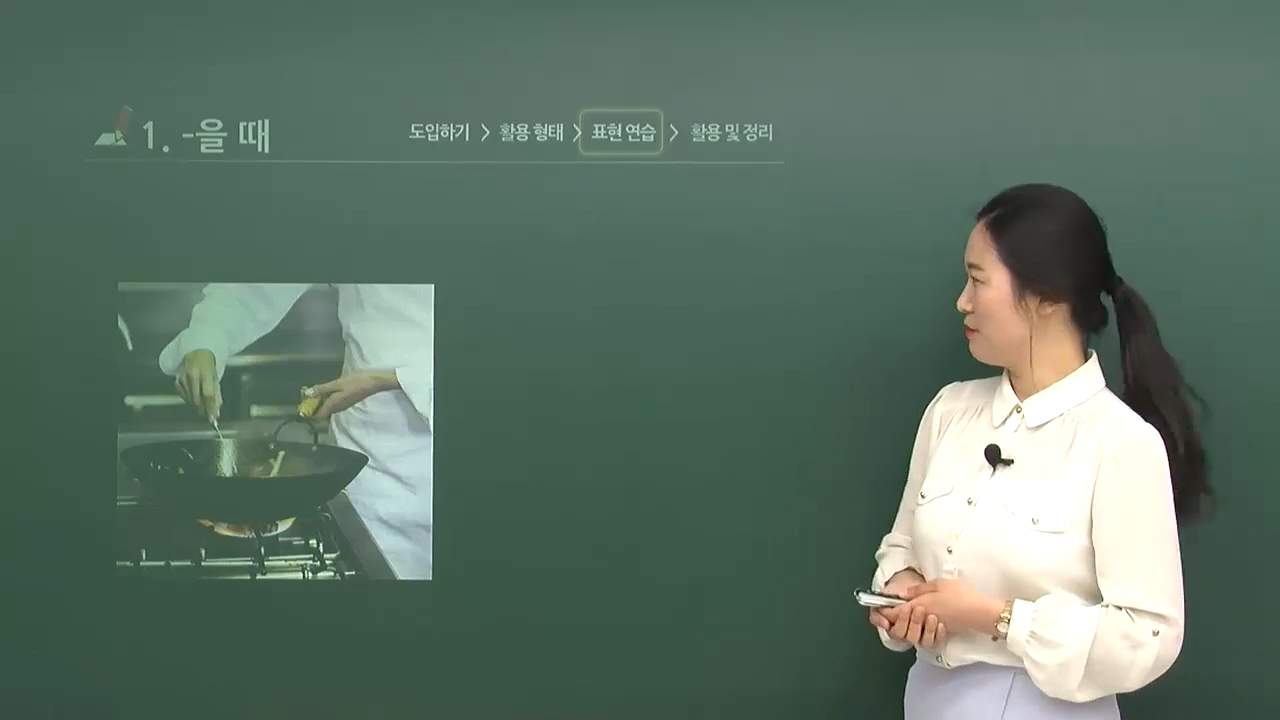 1. -을 때
도입하기 > 활용 형태 > 표현 연습 > 활용 및 정리